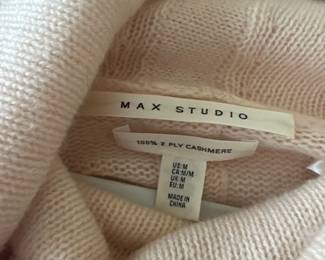 MAX STUDIO
100% 2 PLY CASHMERE
US:M
CA:M/M
UK:M
EU:M
MADE IN
CHINA